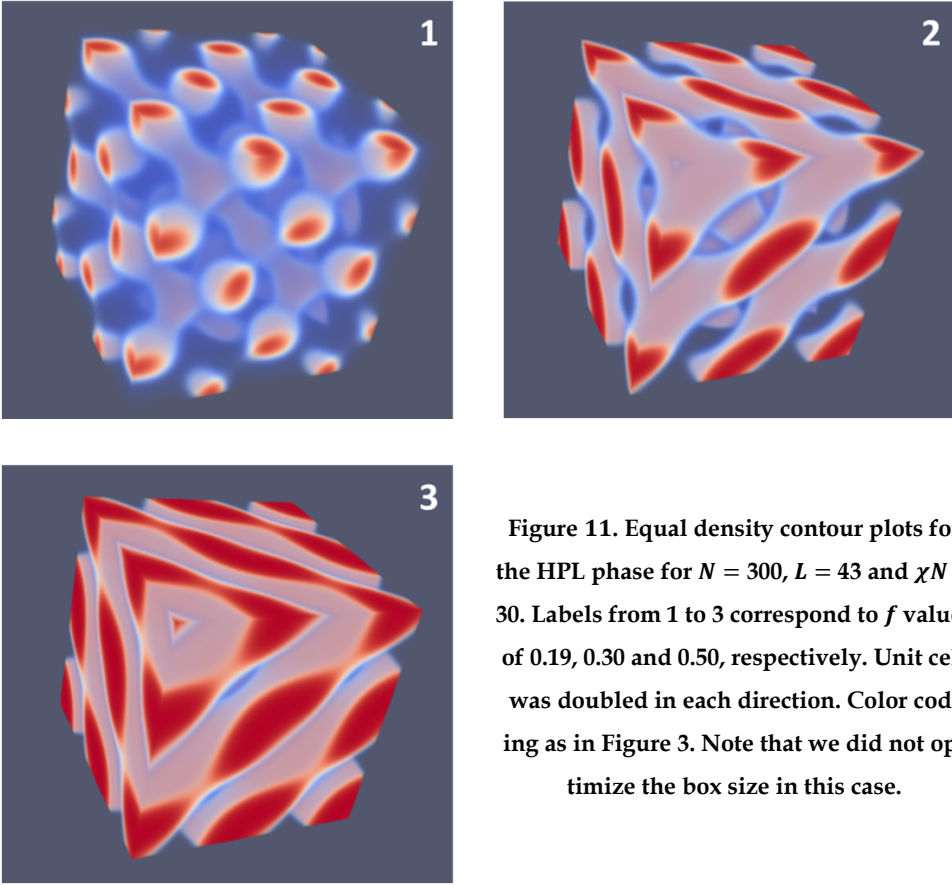 1
2
3
Figure 11. Equal density contour plots fo
the HPL phase for N = 300, L = 43 and χN
30. Labels from 1 to 3 correspond to f value
of 0.19, 0.30 and 0.50, respectively. Unit cel
was doubled in each direction. Color cod
ing as in Figure 3. Note that we did not op
timize the box size in this case.